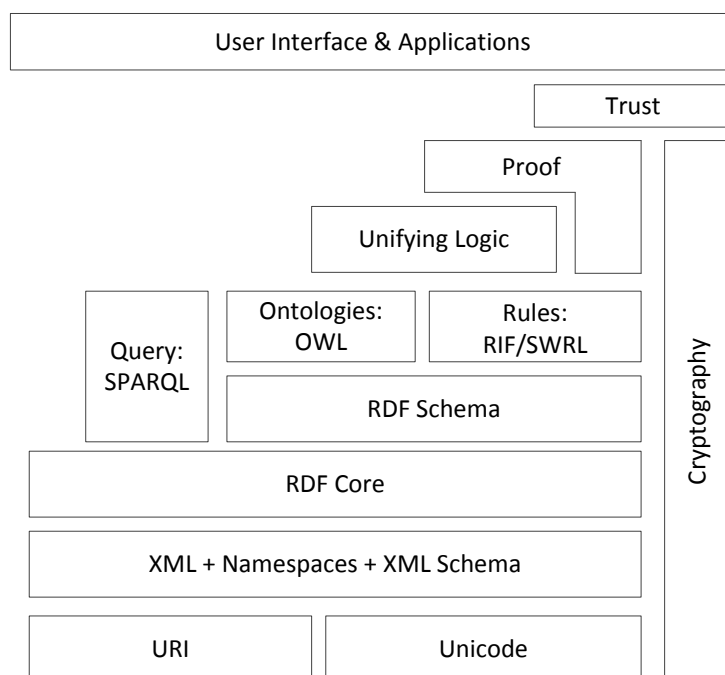 User Interface & Applications
Trust
Proof
Unifying Logic
Ontologies:
OWL
Rules:
RIF/SWRL
Query:
SPARQL
RDF Schema
Cryptography
RDF Core
XML + Namespaces + XML Schema
URI
Unicode